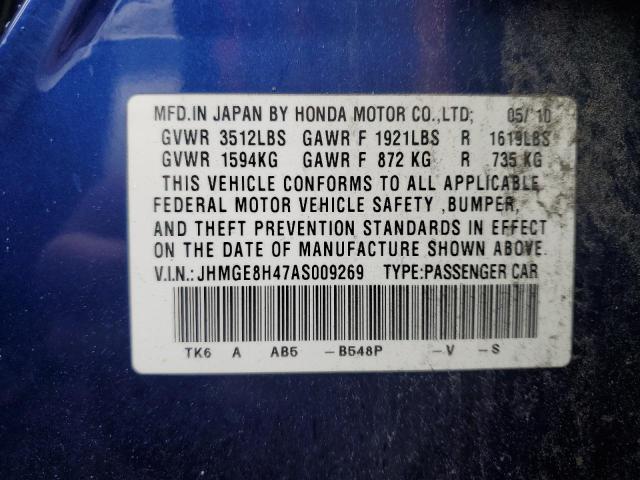 MFD.IN JAPAN BY HONDA MOTOR CO.,LTD; 05/10
GVWR 3512LBS GAWR F 1921LBS R 1619LBS
GVWR 1594KG GAWR F 872 KG R 735 KG
THIS VEHICLE CONFORMS TO ALL APPLICABLE
FEDERAL MOTOR VEHICLE SAFETY ,BUMPER,
AND THEFT PREVENTION STANDARDS IN EFFECT
ON THE DATE OF MANUFACTURE SHOWN ABOVE.
V.I.N.: JHMGE8H47AS009269 TYPE:PASSENGER CAR
TK6 A AB5 -B548P -V -S